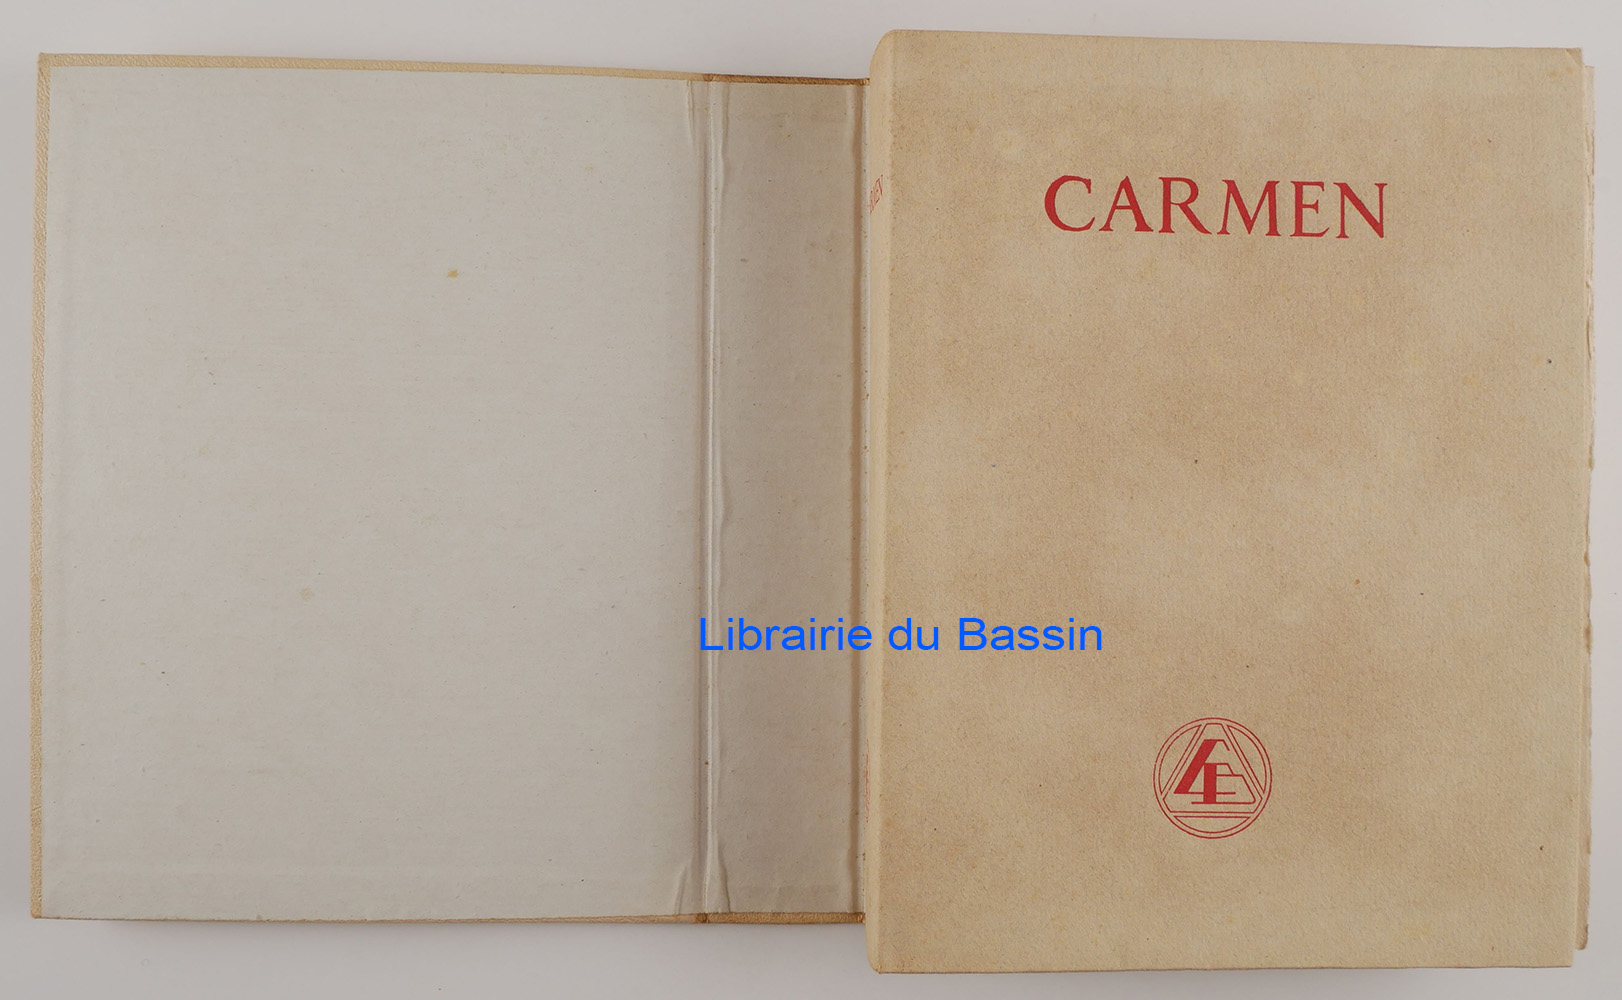 CARMEN
Librairie du Bassin